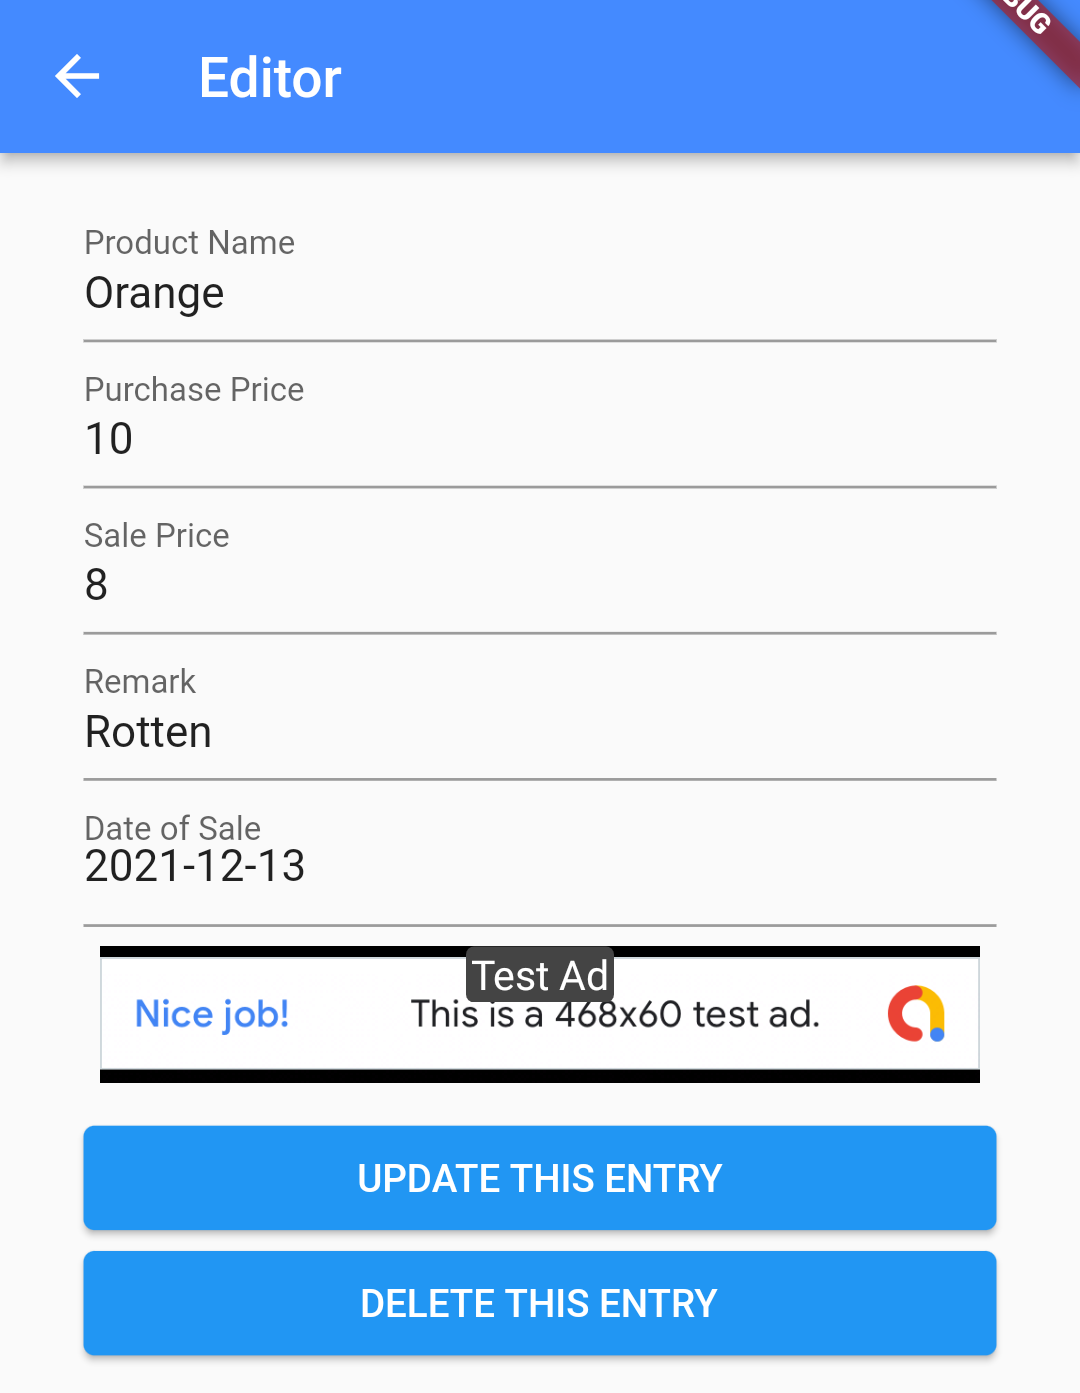 Editor
Product Name
Orange
Purchase Price
10
Sale Price
8
Remark
Rotten
Date of Sale
2021-12-13
Test Ad
Nice job! This is a 468x60 test ad.
UPDATE THIS ENTRY
DELETE THIS ENTRY